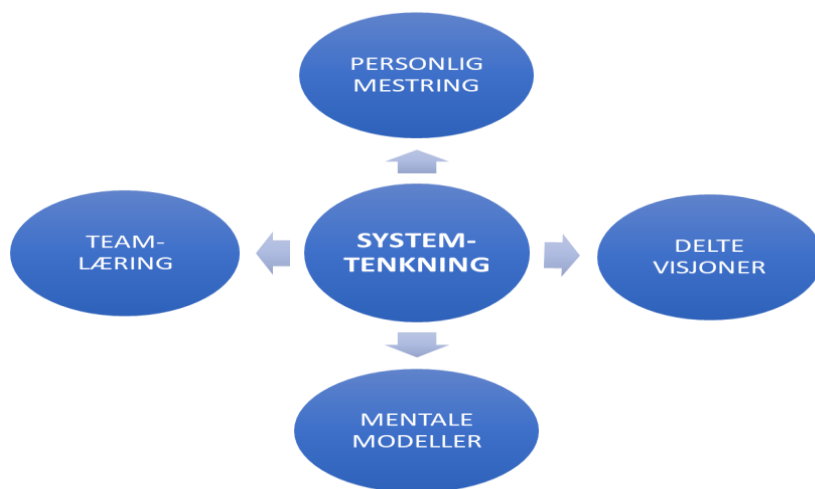 PERSONLIG
MESTRING
TEAM-
LÆRING
SYSTEM-
TENKNING
DELTE
VISJONER
MENTALE
MODELLER